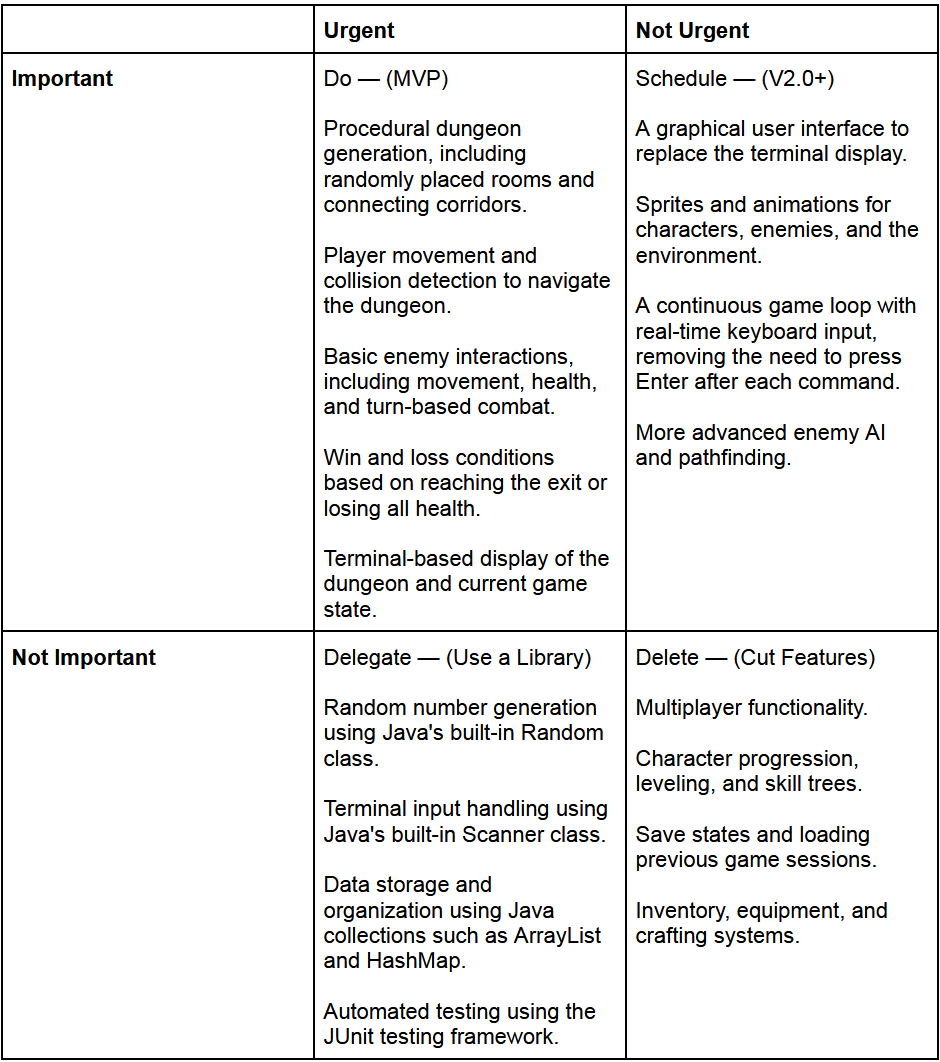 Urgent
Not Urgent
Important
Do — (MVP)
Procedural dungeon
generation, including
randomly placed rooms and
connecting corridors.
Player movement and
collision detection to navigate
the dungeon.
Basic enemy interactions,
including movement, health,
and turn-based combat.
Win and loss conditions
based on reaching the exit or
losing all health.
Terminal-based display of the
dungeon and current game
state.
Schedule — (V2.0+)
A graphical user interface to
replace the terminal display.
Sprites and animations for
characters, enemies, and the
environment.
A continuous game loop with
real-time keyboard input,
removing the need to press
Enter after each command.
More advanced enemy AI
and pathfinding.
Not Important
Delegate — (Use a Library)
Random number generation
using Java's built-in Random
class.
Terminal input handling using
Java's built-in Scanner class.
Data storage and
organization using Java
collections such as ArrayList
and HashMap.
Automated testing using the
JUnit testing framework.
Delete — (Cut Features)
Multiplayer functionality.
Character progression,
leveling, and skill trees.
Save states and loading
previous game sessions.
Inventory, equipment, and
crafting systems.